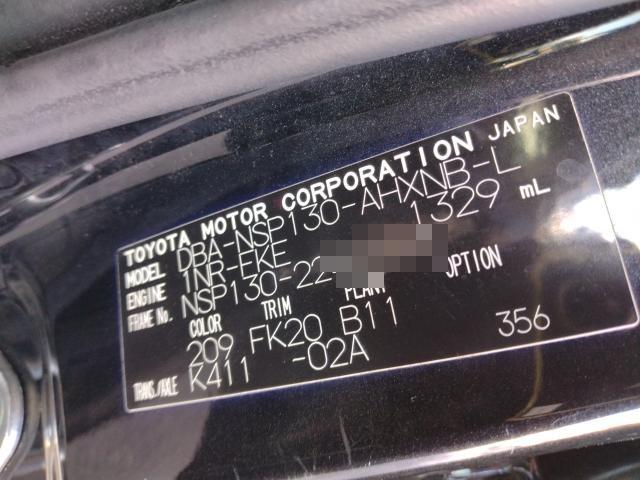 TOYOTA MOTOR CORPORATION JAPAN
MODEL DBA-NSP130-AHXNB-L
ENGINE 1NR-FKE 1329 mL
FRAME No. NSP130-22
COLOR TRIM PLANT OPTION
209 FK20 B11
TRANS./AXLE K411 -02A 356